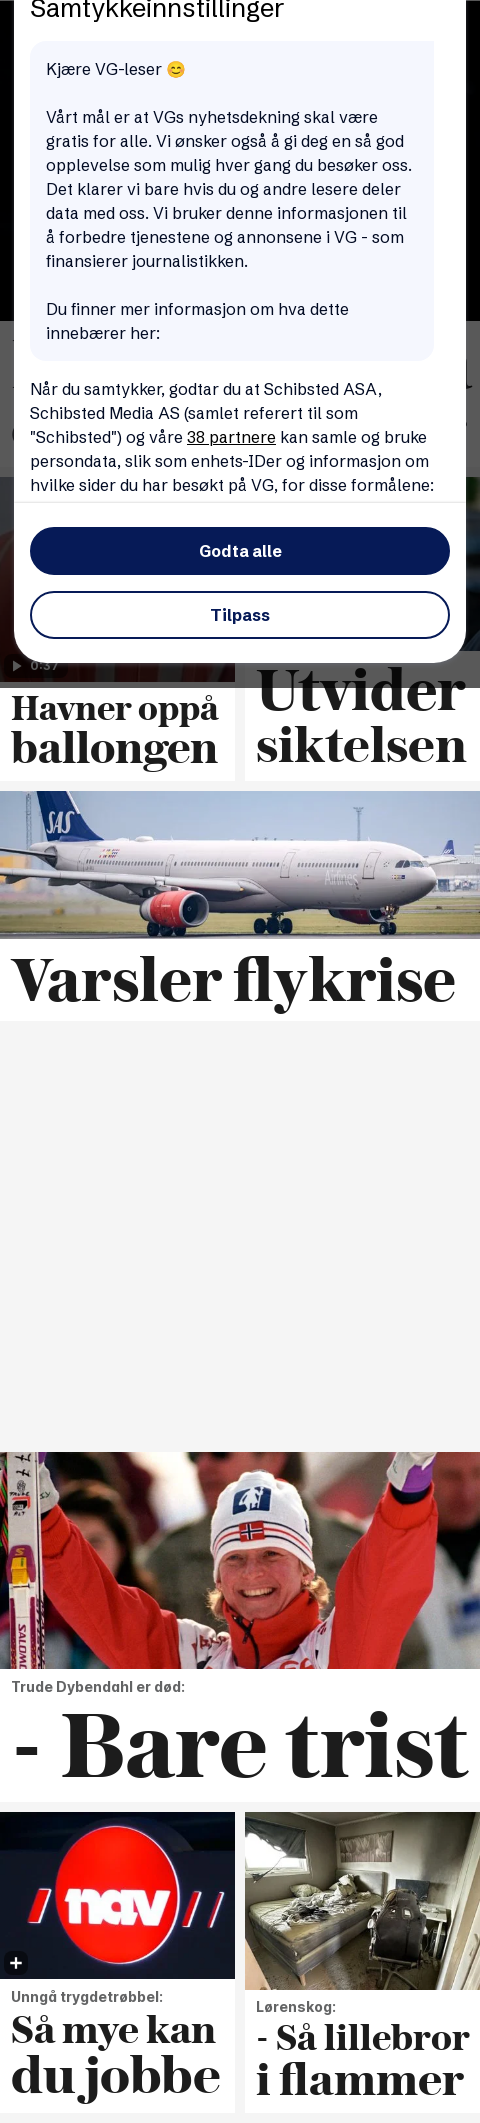 Samtykkeinnstillinger
Kjære VG-leser 😊
Vårt mål er at VGs nyhetsdekning skal være
gratis for alle. Vi ønsker også å gi deg en så god
opplevelse som mulig hver gang du besøker oss.
Det klarer vi bare hvis du og andre lesere deler
data med oss. Vi bruker denne informasjonen til
å forbedre tjenestene og annonsene i VG - som
finansierer journalistikken.
Du finner mer informasjon om hva dette
innebærer her:
Når du samtykker, godtar du at Schibsted ASA,
Schibsted Media AS (samlet referert til som
"Schibsted") og våre 38 partnere kan samle og bruke
persondata, slik som enhets-IDer og informasjon om
hvilke sider du har besøkt på VG, for disse formålene:
Godta alle
Tilpass
0:37
Havner oppå
ballongen
Utvider
siktelsen
SAS
Airlines
Varsler flykrise
SALOMO
Trude Dybendahl er død:
- Bare trist
nav
Unngå trygdetrøbbel:
Så mye kan
du jobbe
Lørenskog:
- Så lillebror
i flammer